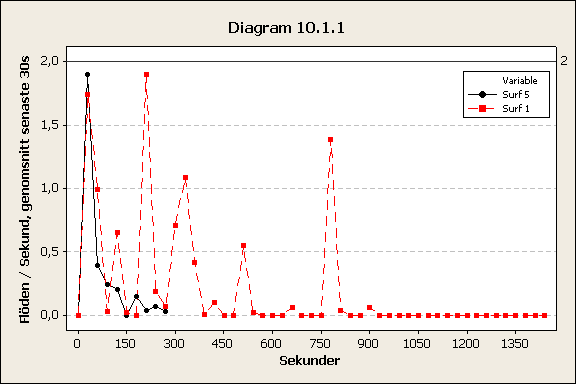 Diagram 10.1.1
Flöden / Sekund, genomsnitt senaste 30s
2,0
1,5
1,0
0,5
0,0
2
Variable
Surf 5
Surf 1
0 150 300 450 600 750 900 1050 1200 1350
Sekunder